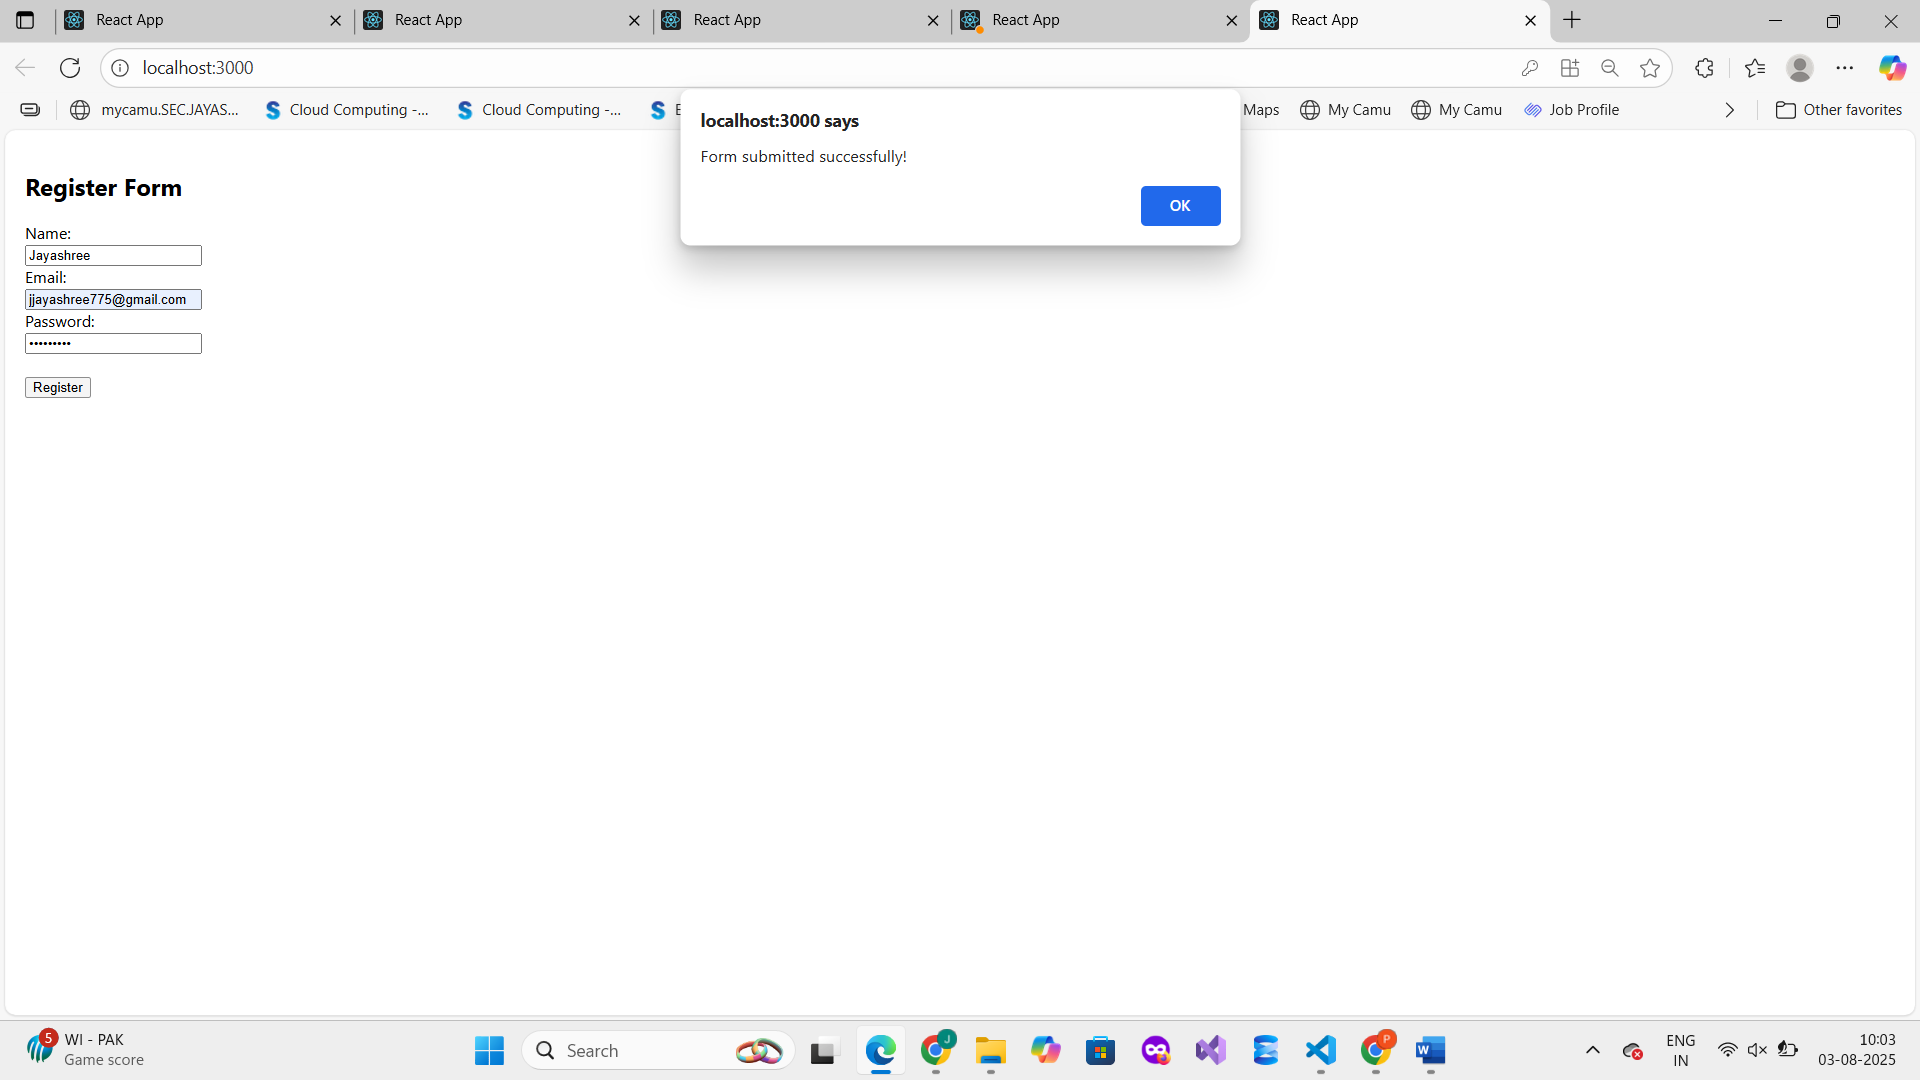 React App
React App
React App
React App
React App
localhost:3000
mycamu.SEC.JAYAS...
Cloud Computing -...
Cloud Computing -...
Maps
My Camu
My Camu
Job Profile
Other favorites
localhost:3000 says
Form submitted successfully!
OK
Register Form
Name:
Jayashree
Email:
jjayashree775@gmail.com
Password:
•••••••••
Register
5
WI - PAK
Game score
Search
J
P
ENG
IN
10:03
03-08-2025